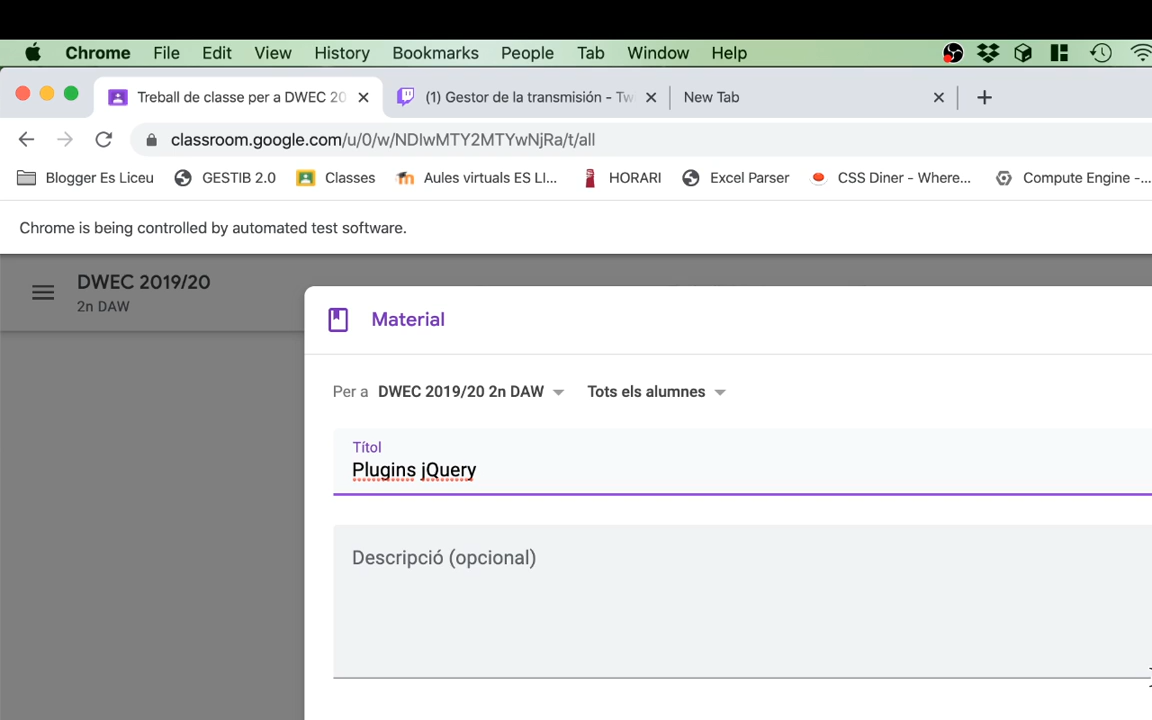 Chrome File Edit View History Bookmarks People Tab Window Help
Treball de classe per a DWEC 20 (1) Gestor de la transmisión - Tw New Tab
classroom.google.com/u/0/w/NDIwMTY2MTYwNjRa/t/all
Blogger Es Liceu GESTIB 2.0 Classes Aules virtuals ES LI... HORARI Excel Parser CSS Diner - Where... Compute Engine -...
Chrome is being controlled by automated test software.
DWEC 2019/20
2n DAW
Material
Per a DWEC 2019/20 2n DAW Tots els alumnes
Títol
Plugins jQuery
Descripció (opcional)